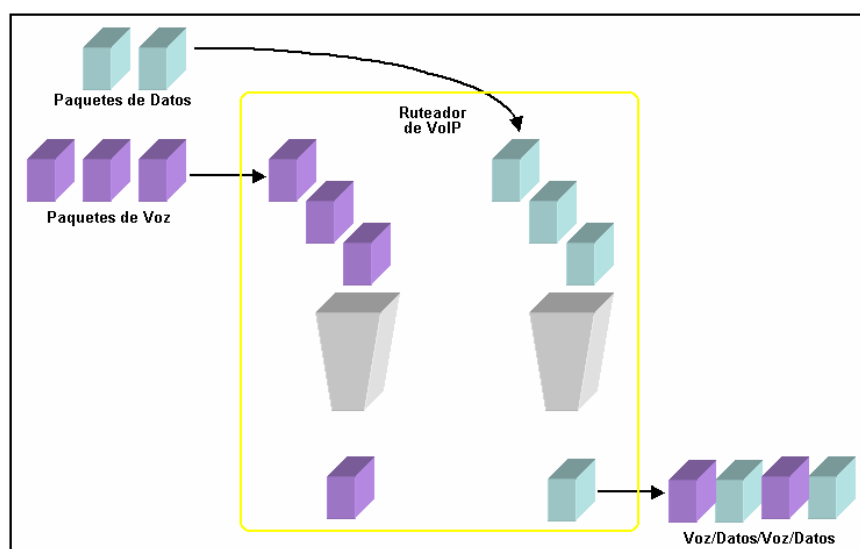 Paquetes de Datos
Ruteador
de VoIP
Paquetes de Voz
Voz/Datos/Voz/Datos